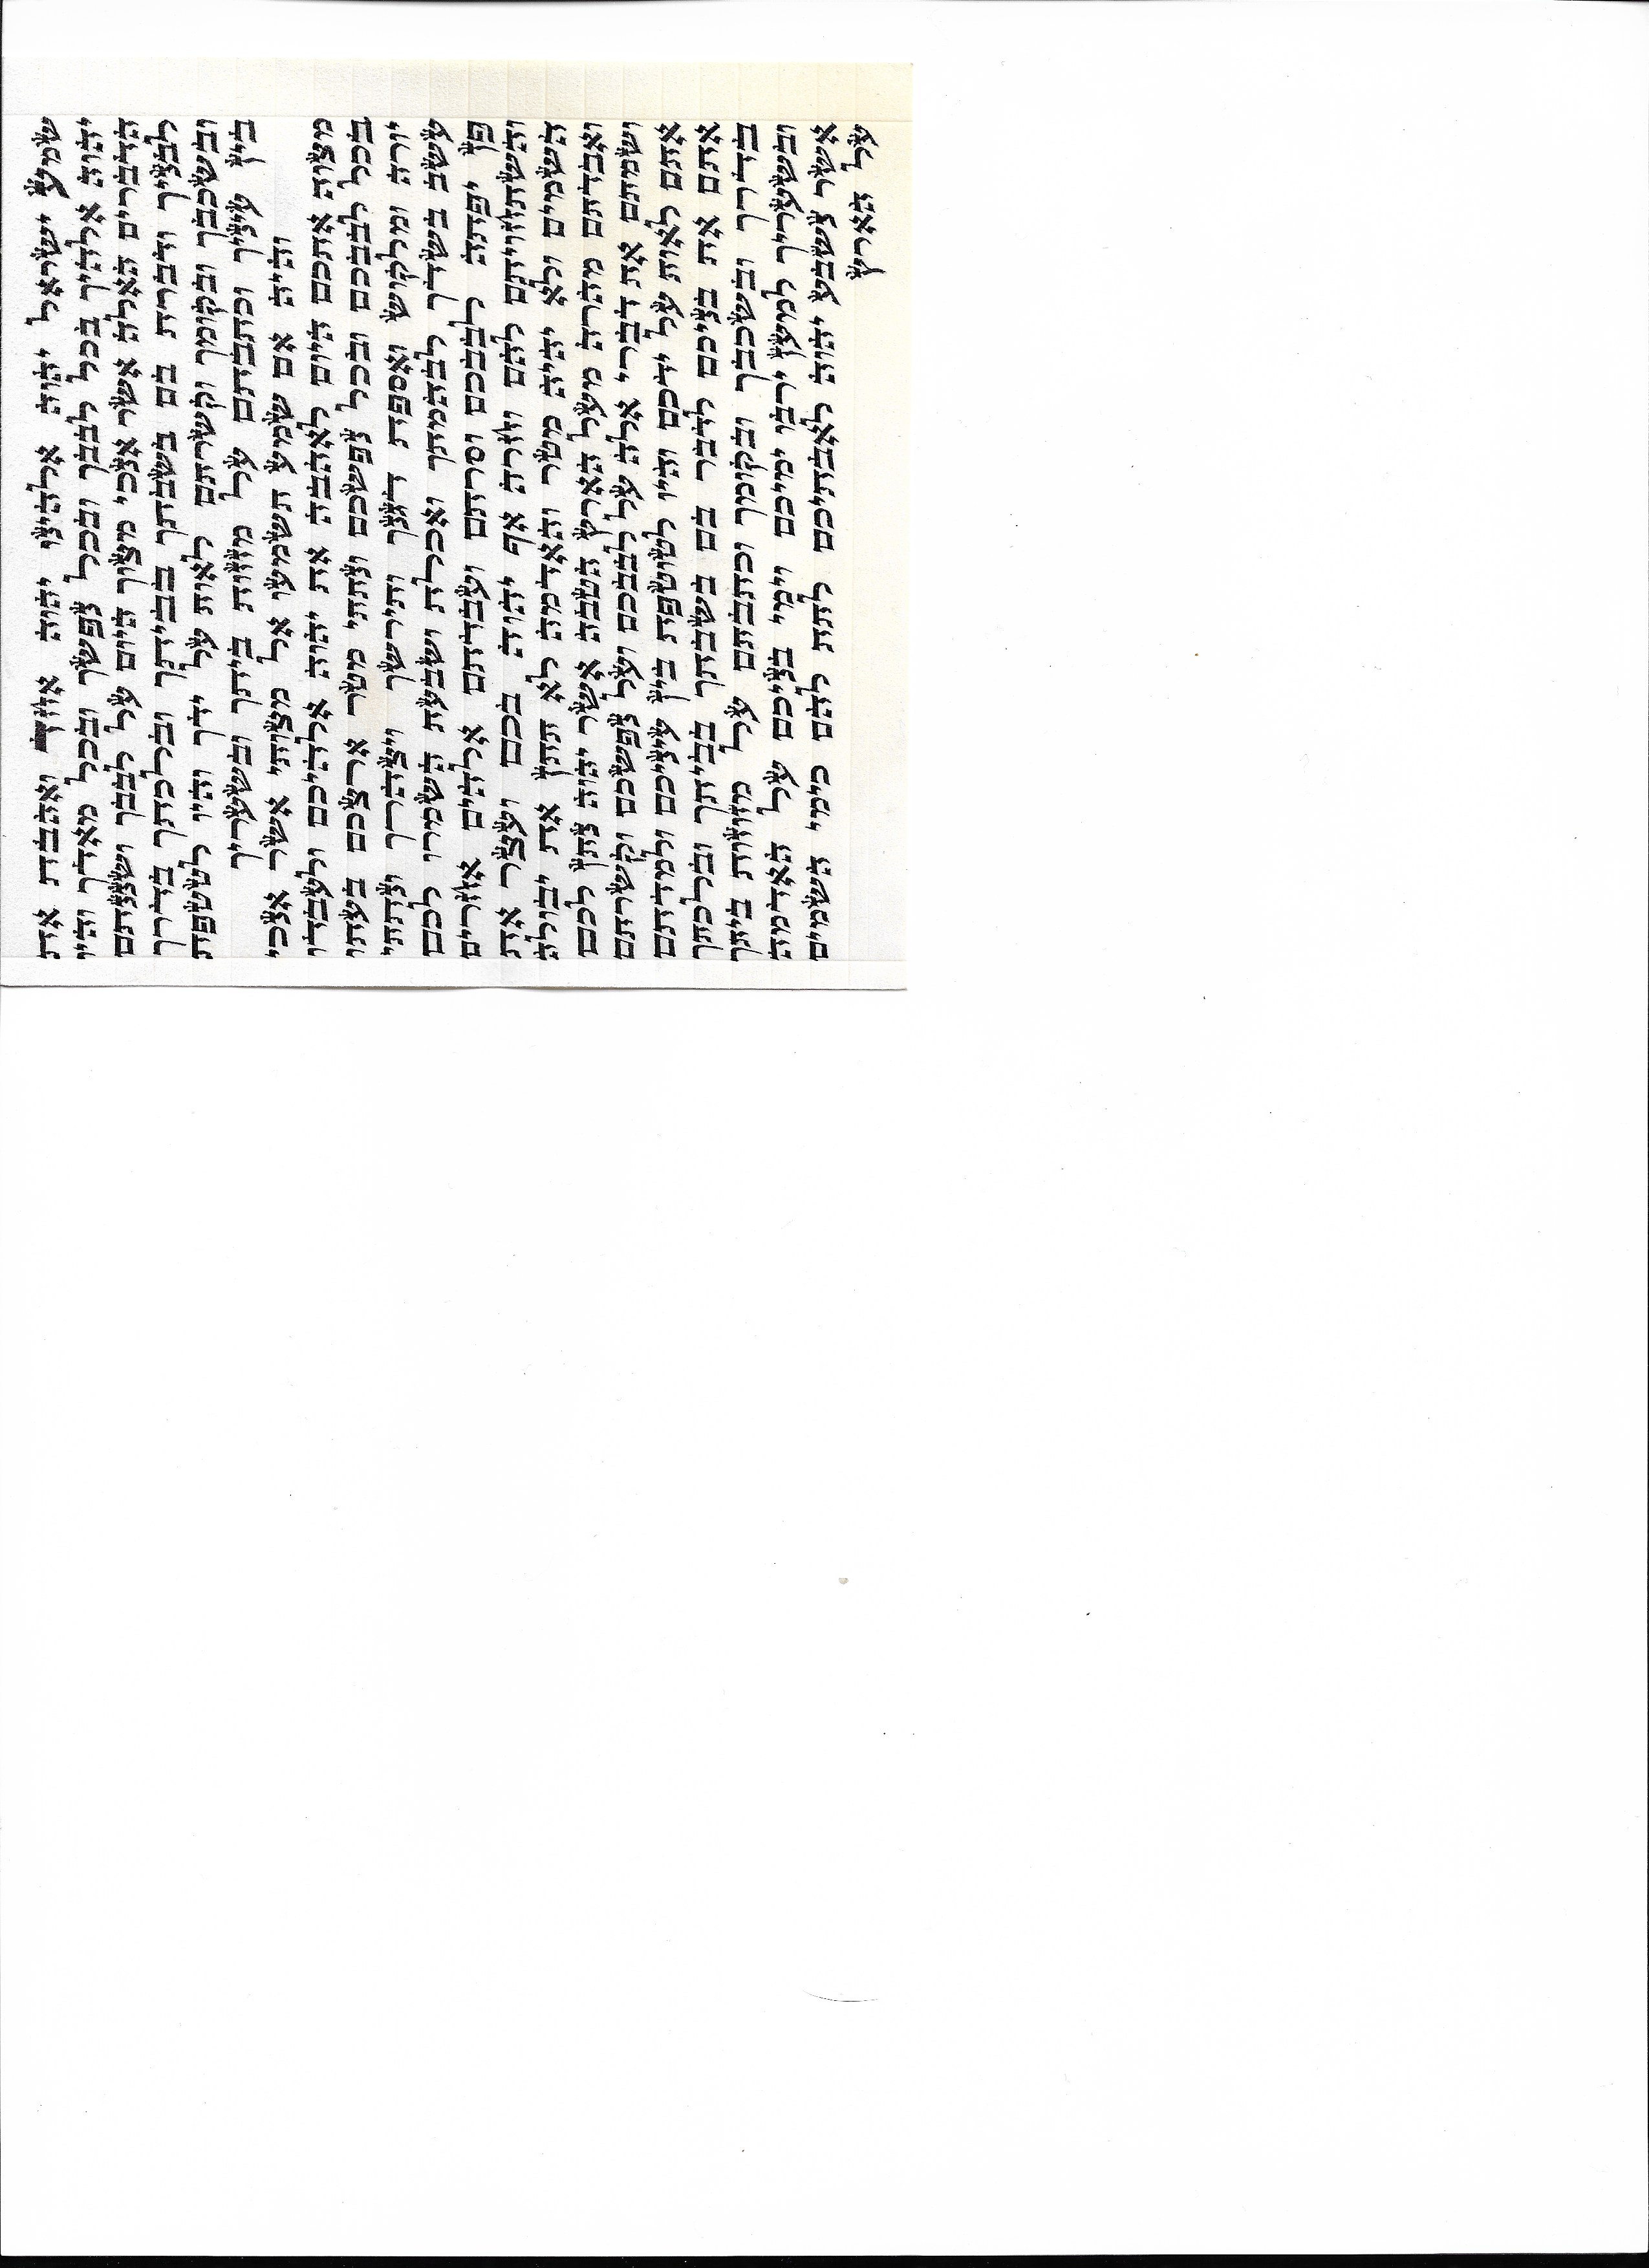 שמע ישראל יהוה אלהינו יהוה אחד ואהבת את
יהוה אלהיך בכל לבבך ובכל נפשך ובכל מאדך והיו
הדברים האלה אשר אנכי מצוך היום על לבבך ושננתם
לבניך ודברת בם בשבתך בביתך ובלכתך בדרך
ובשכבך ובקומך וקשרתם לאות על ידך והיו לטטפת
בין עיניך וכתבתם על מזזות ביתך ובשעריך
והיה אם שמע תשמעו אל מצותי אשר אנכי
מצוה אתכם היום לאהבה את יהוה אלהיכם ולעבדו
בכל לבבכם ובכל נפשכם ונתתי מטר ארצכם בעתו
יורה ומלקוש ואספת דגנך ותירשך ויצהרך ונתתי
עשב בשדך לבהמתך ואכלת ושבעת השמרו לכם
פן יפתה לבבכם וסרתם ועבדתם אלהים אחרים
והשתחויתם להם וחרה אף יהוה בכם ועצר את
השמים ולא יהיה מטר והאדמה לא תתן את יבולה
ואבדתם מהרה מעל הארץ הטבה אשר יהוה נתן לכם
ושמתם את דברי אלה על לבבכם ועל נפשכם וקשרתם
אתם לאות על ידכם והיו לטוטפת בין עיניכם ולמדתם
אתם את בניכם לדבר בם בשבתך בביתך ובלכתך
בדרך ובשכבך ובקומך וכתבתם על מזוזות ביתך
ובשעריך למען ירבו ימיכם וימי בניכם על האדמה
אשר נשבע יהוה לאבתיכם לתת להם כימי השמים
על הארץ